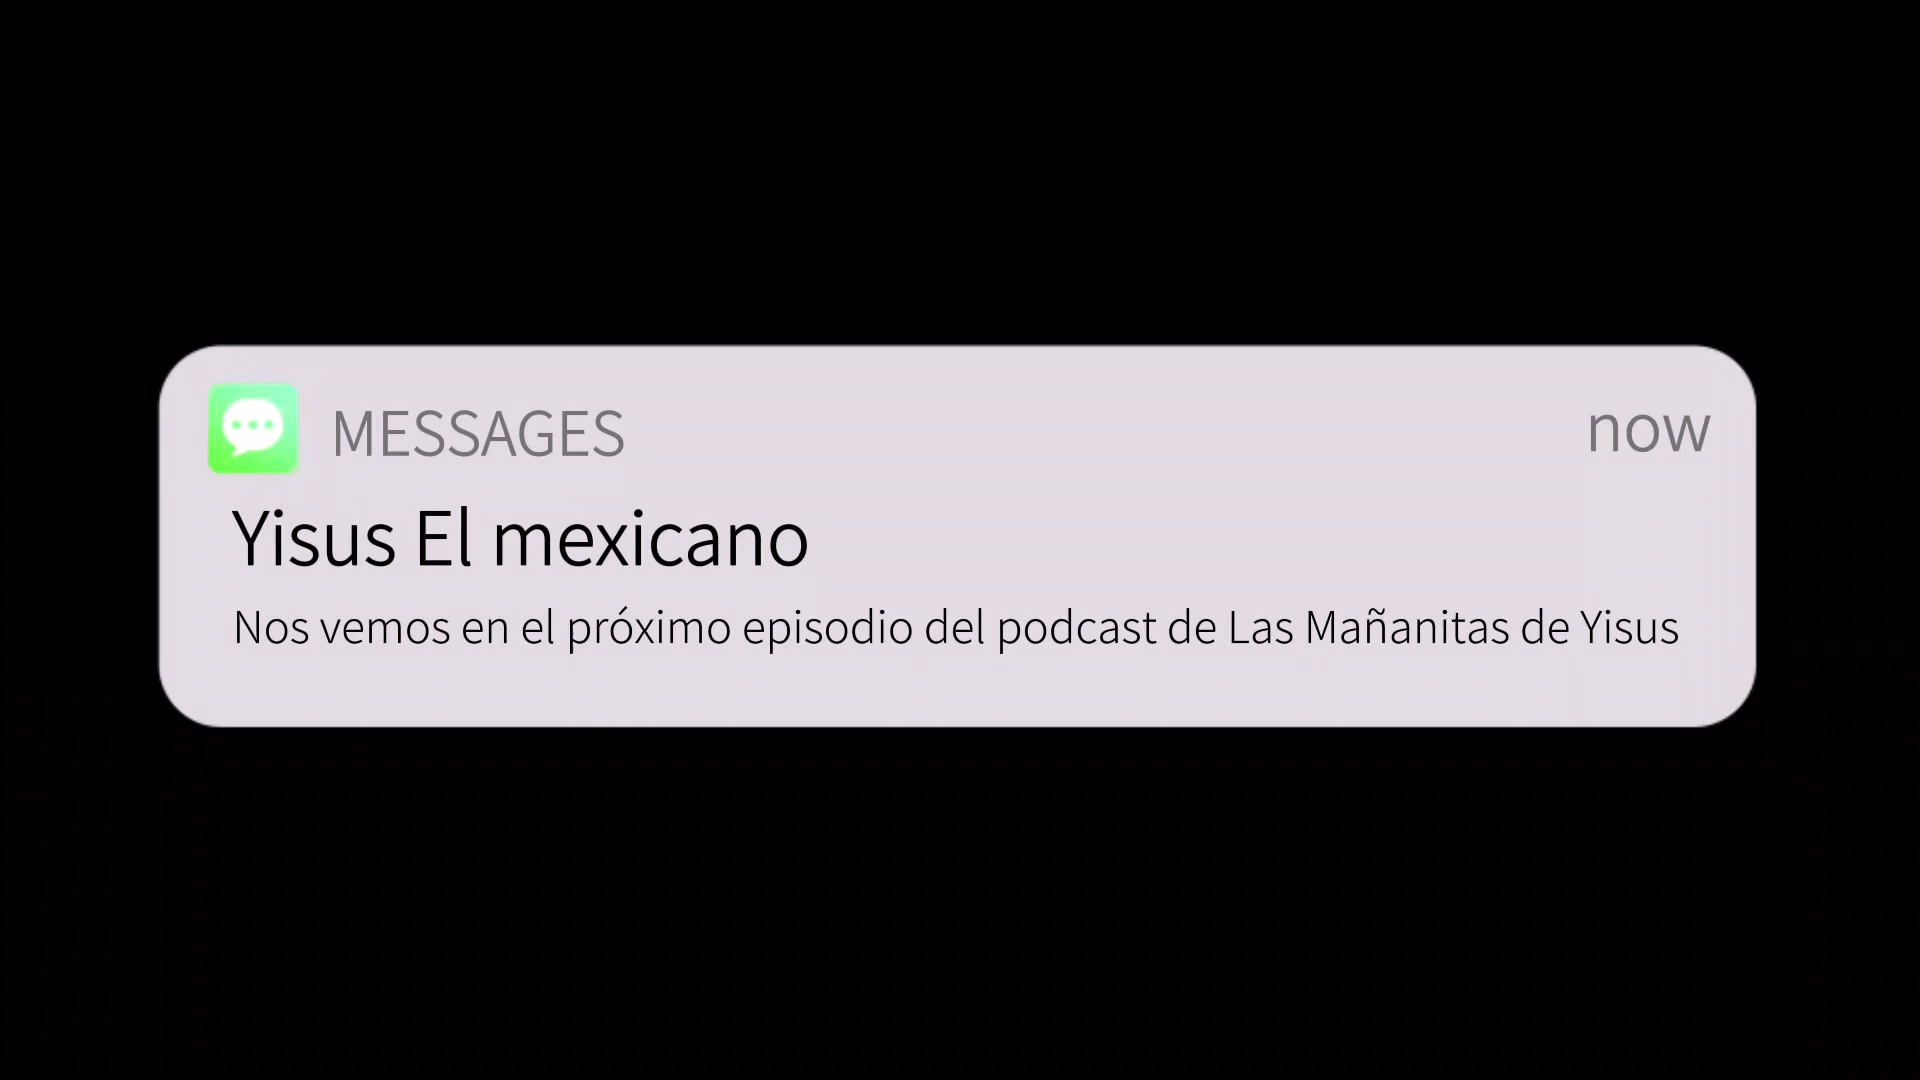 MESSAGES now
Yisus El mexicano
Nos vemos en el próximo episodio del podcast de Las Mañanitas de Yisus